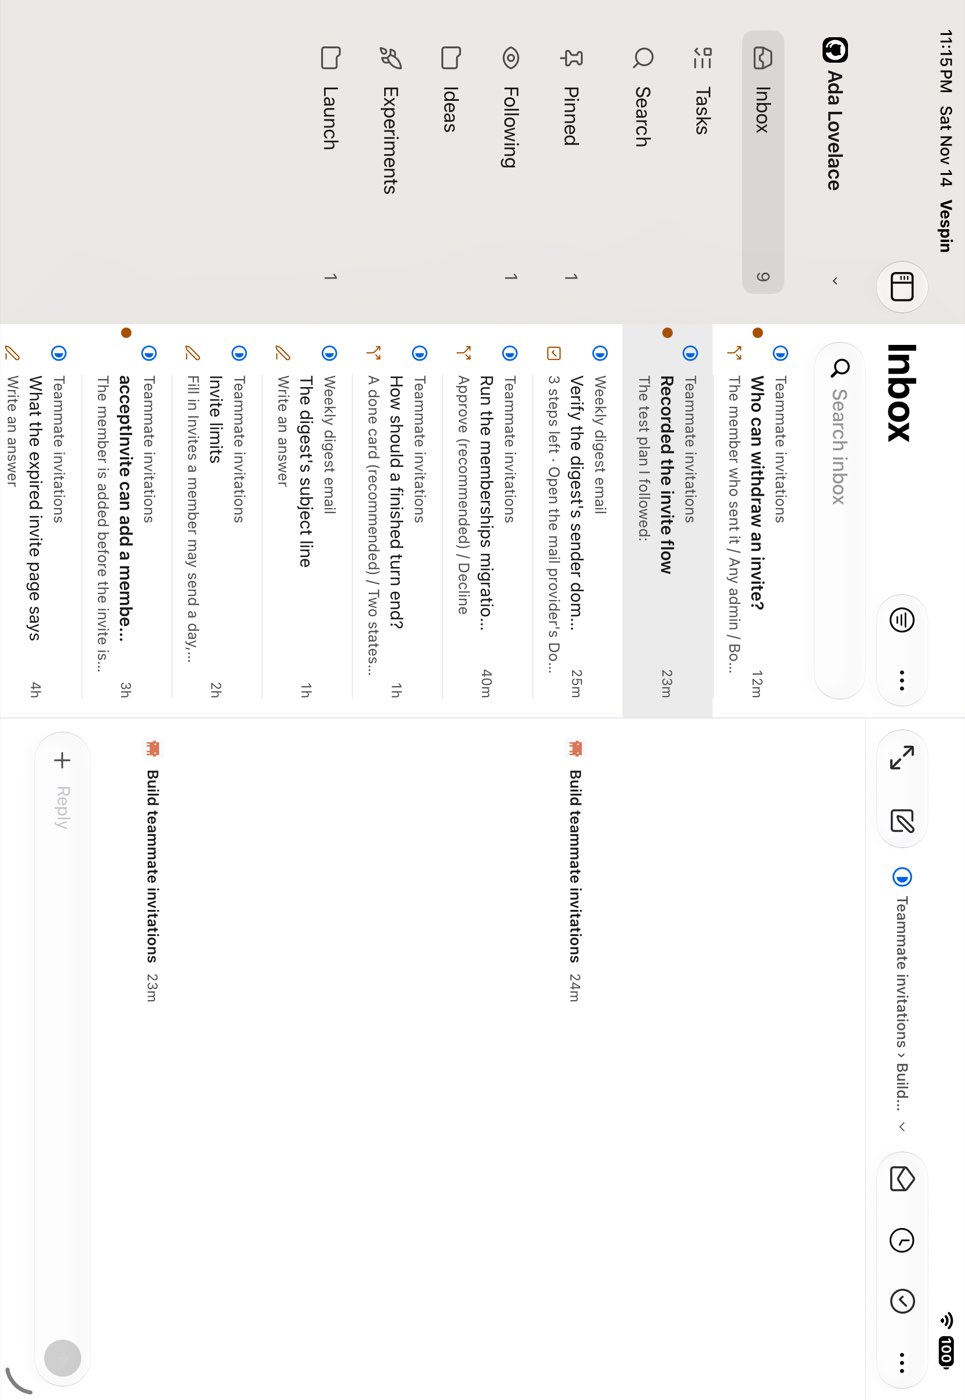 11:15 PM Sat Nov 14 Vespin
100
Ada Lovelace
Inbox 9
Tasks
Search
Pinned 1
Following 1
Ideas
Experiments
Launch 1
Inbox
Search inbox
Teammate invitations
Who can withdraw an invite? 12m
The member who sent it / Any admin / Bo...
Teammate invitations
Recorded the invite flow 23m
The test plan I followed:
Weekly digest email
Verify the digest's sender dom... 25m
3 steps left · Open the mail provider's Do...
Teammate invitations
Run the memberships migratio... 40m
Approve (recommended) / Decline
Teammate invitations
How should a finished turn end? 1h
A done card (recommended) / Two states...
Weekly digest email
The digest's subject line 1h
Write an answer
Teammate invitations
Invite limits 2h
Fill in Invites a member may send a day,...
Teammate invitations
acceptInvite can add a membe... 3h
The member is added before the invite is...
Teammate invitations
What the expired invite page says 4h
Write an answer
Teammate invitations › Build...
Build teammate invitations 24m
Build teammate invitations 23m
Reply